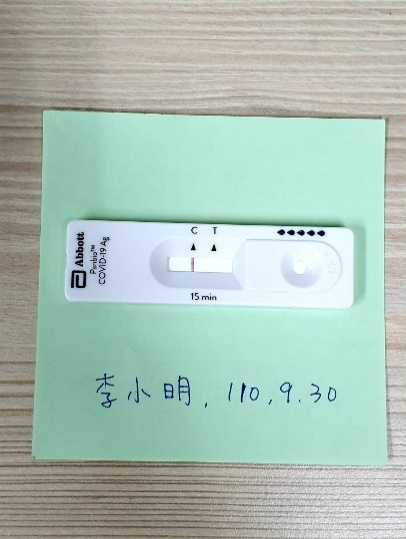 C T
Abbott
Panbio™
COVID-19 Ag
15 min
李小明, 110, 9. 30